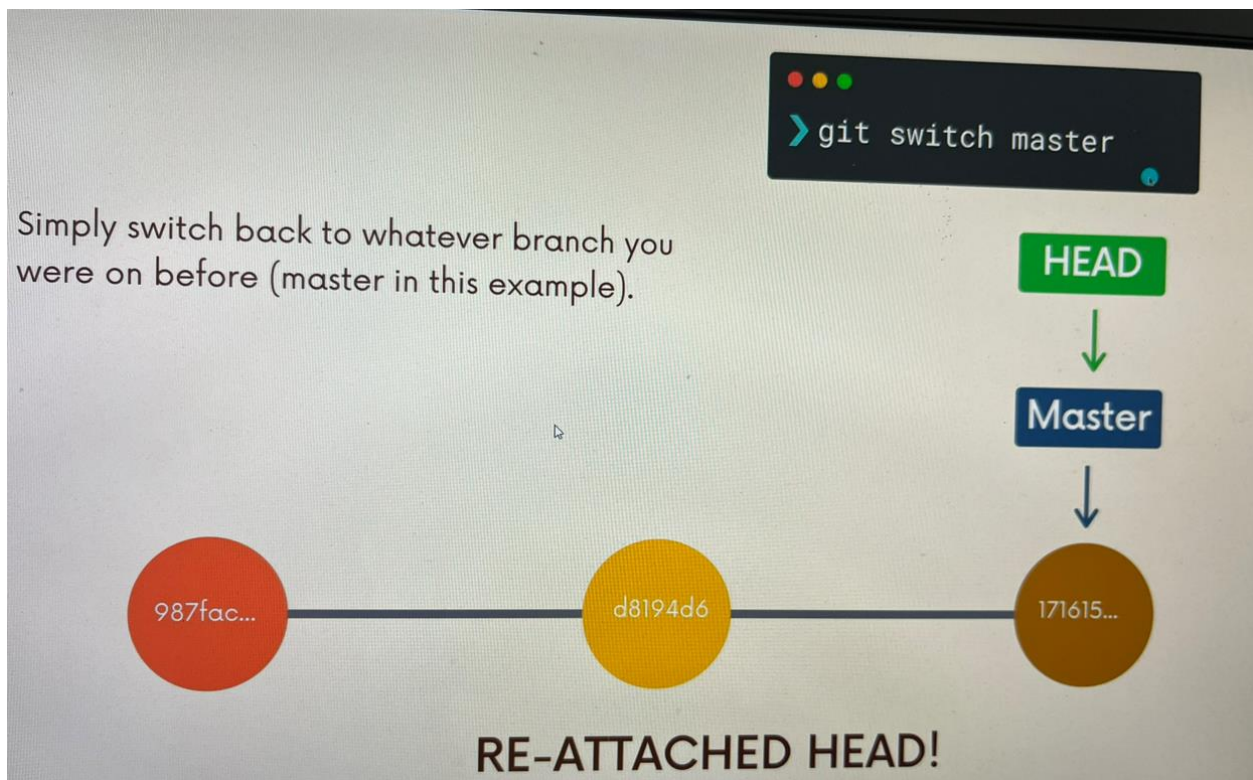 ❯ git switch master
Simply switch back to whatever branch you
were on before (master in this example).
HEAD
Master
987fac...
d8194d6
171615...
RE-ATTACHED HEAD!